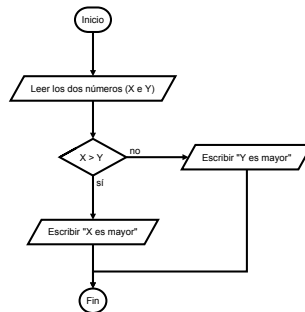 Inicio
Leer los dos números (X e Y)
X > Y
no
Escribir "Y es mayor"
sí
Escribir "X es mayor"
Fin